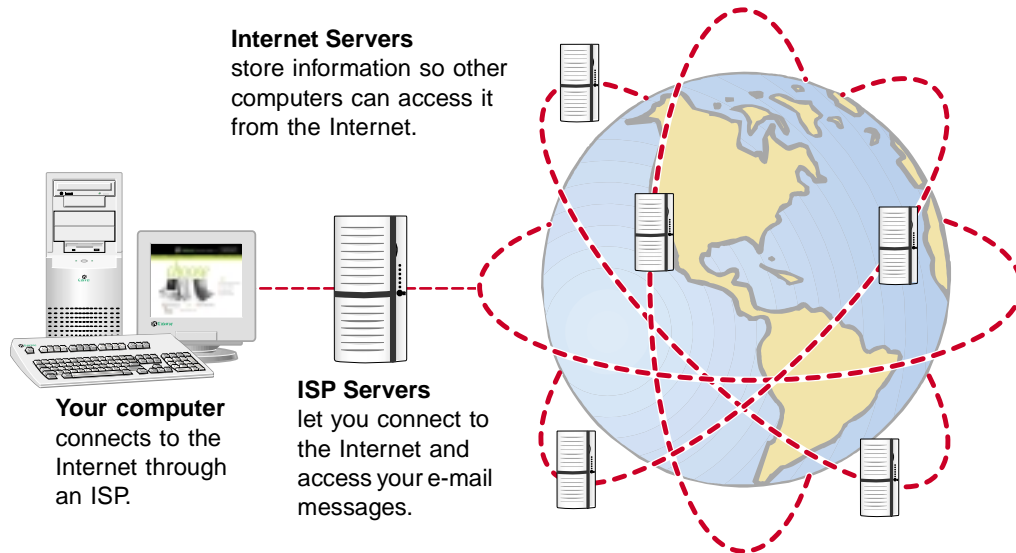 Internet Servers
store information so other
computers can access it
from the Internet.
Your computer
connects to the
Internet through
an ISP.
ISP Servers
let you connect to
the Internet and
access your e-mail
messages.